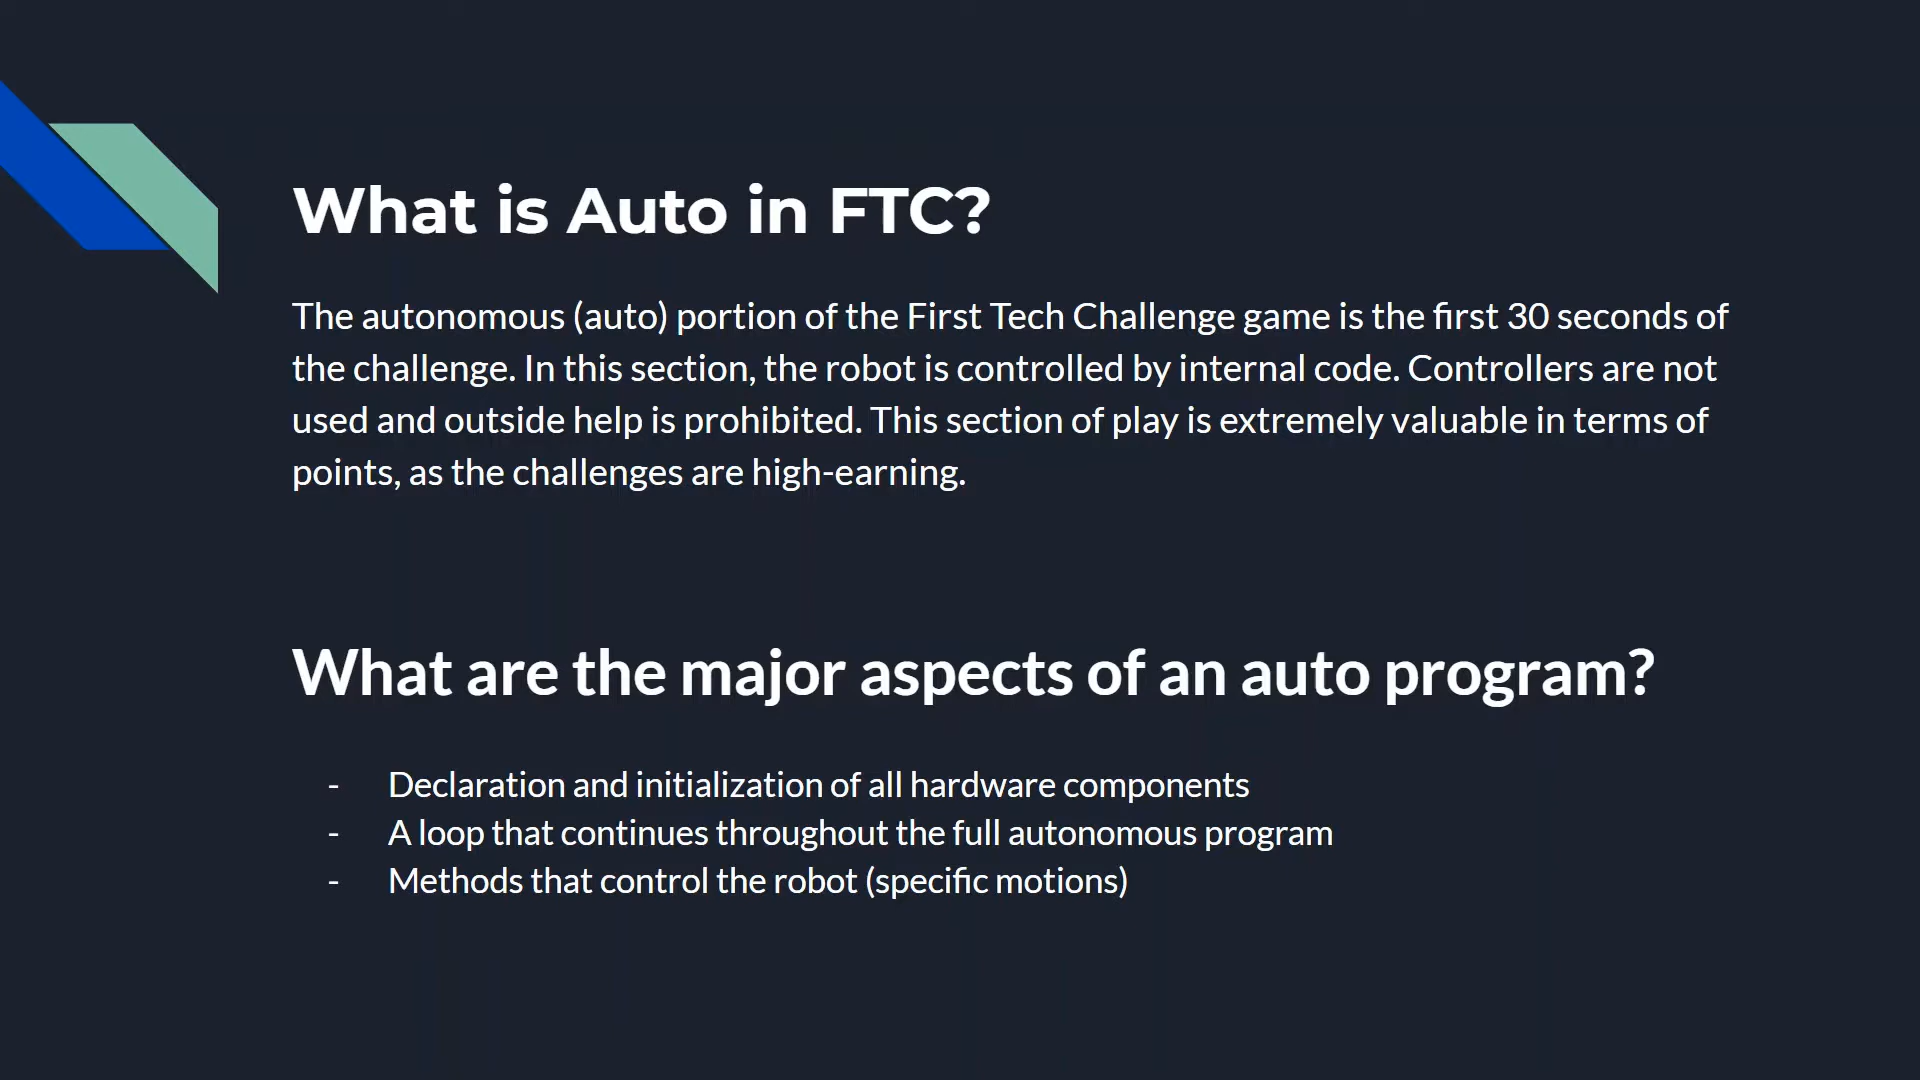 What is Auto in FTC?
The autonomous (auto) portion of the First Tech Challenge game is the first 30 seconds of
the challenge. In this section, the robot is controlled by internal code. Controllers are not
used and outside help is prohibited. This section of play is extremely valuable in terms of
points, as the challenges are high-earning.
What are the major aspects of an auto program?
- Declaration and initialization of all hardware components
- A loop that continues throughout the full autonomous program
- Methods that control the robot (specific motions)